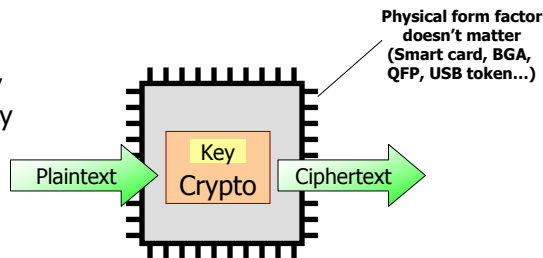 Physical form factor
doesn't matter
(Smart card, BGA,
QFP, USB token...)
y
Key
Plaintext
Crypto
Ciphertext